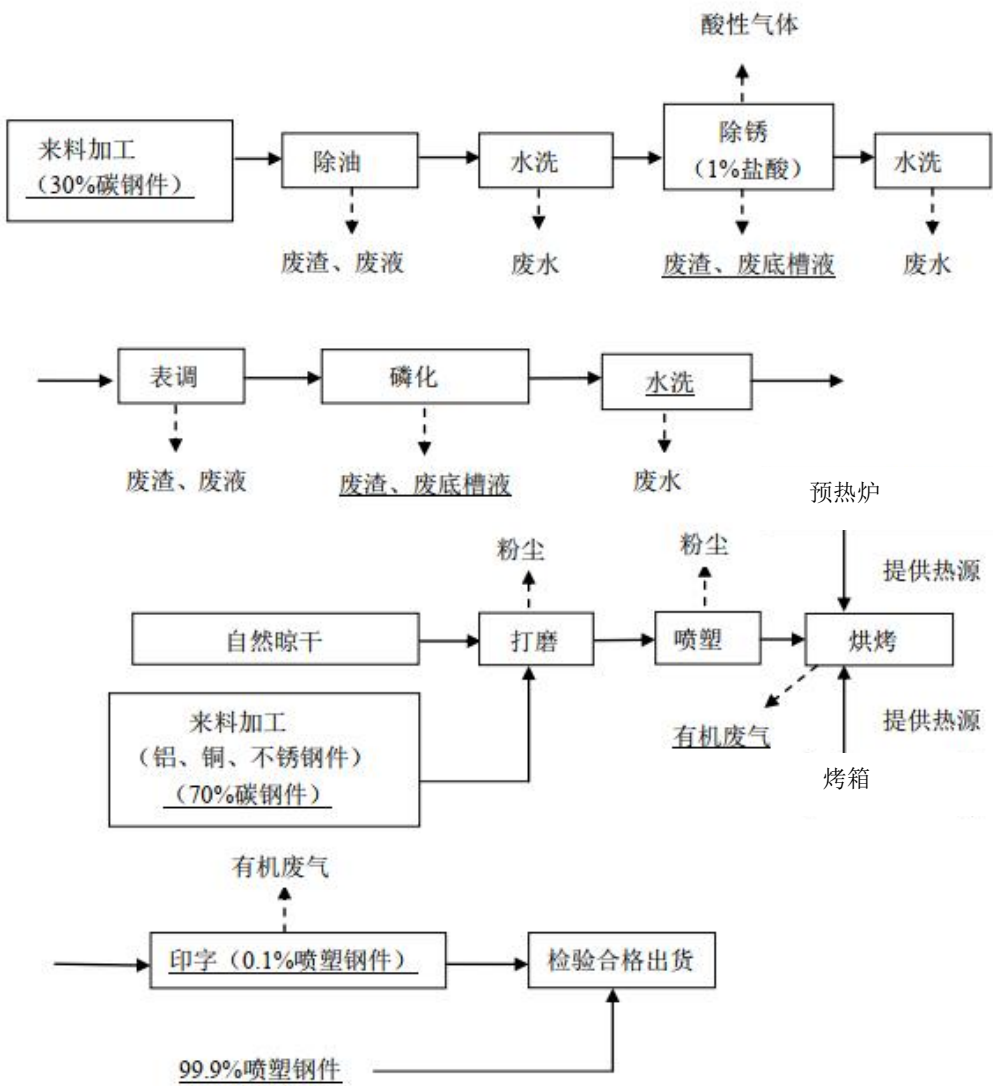 酸性气体
来料加工
（30%碳钢件）
除油
水洗
除锈
（1%盐酸）
水洗
废渣、废液
废水
废渣、废底槽液
废水
表调
磷化
水洗
废渣、废液
废渣、废底槽液
废水
预热炉
粉尘
粉尘
提供热源
自然晾干
打磨
喷塑
烘烤
来料加工
（铝、铜、不锈钢件）
（70%碳钢件）
有机废气
提供热源
烤箱
有机废气
印字（0.1%喷塑钢件）
检验合格出货
99.9%喷塑钢件